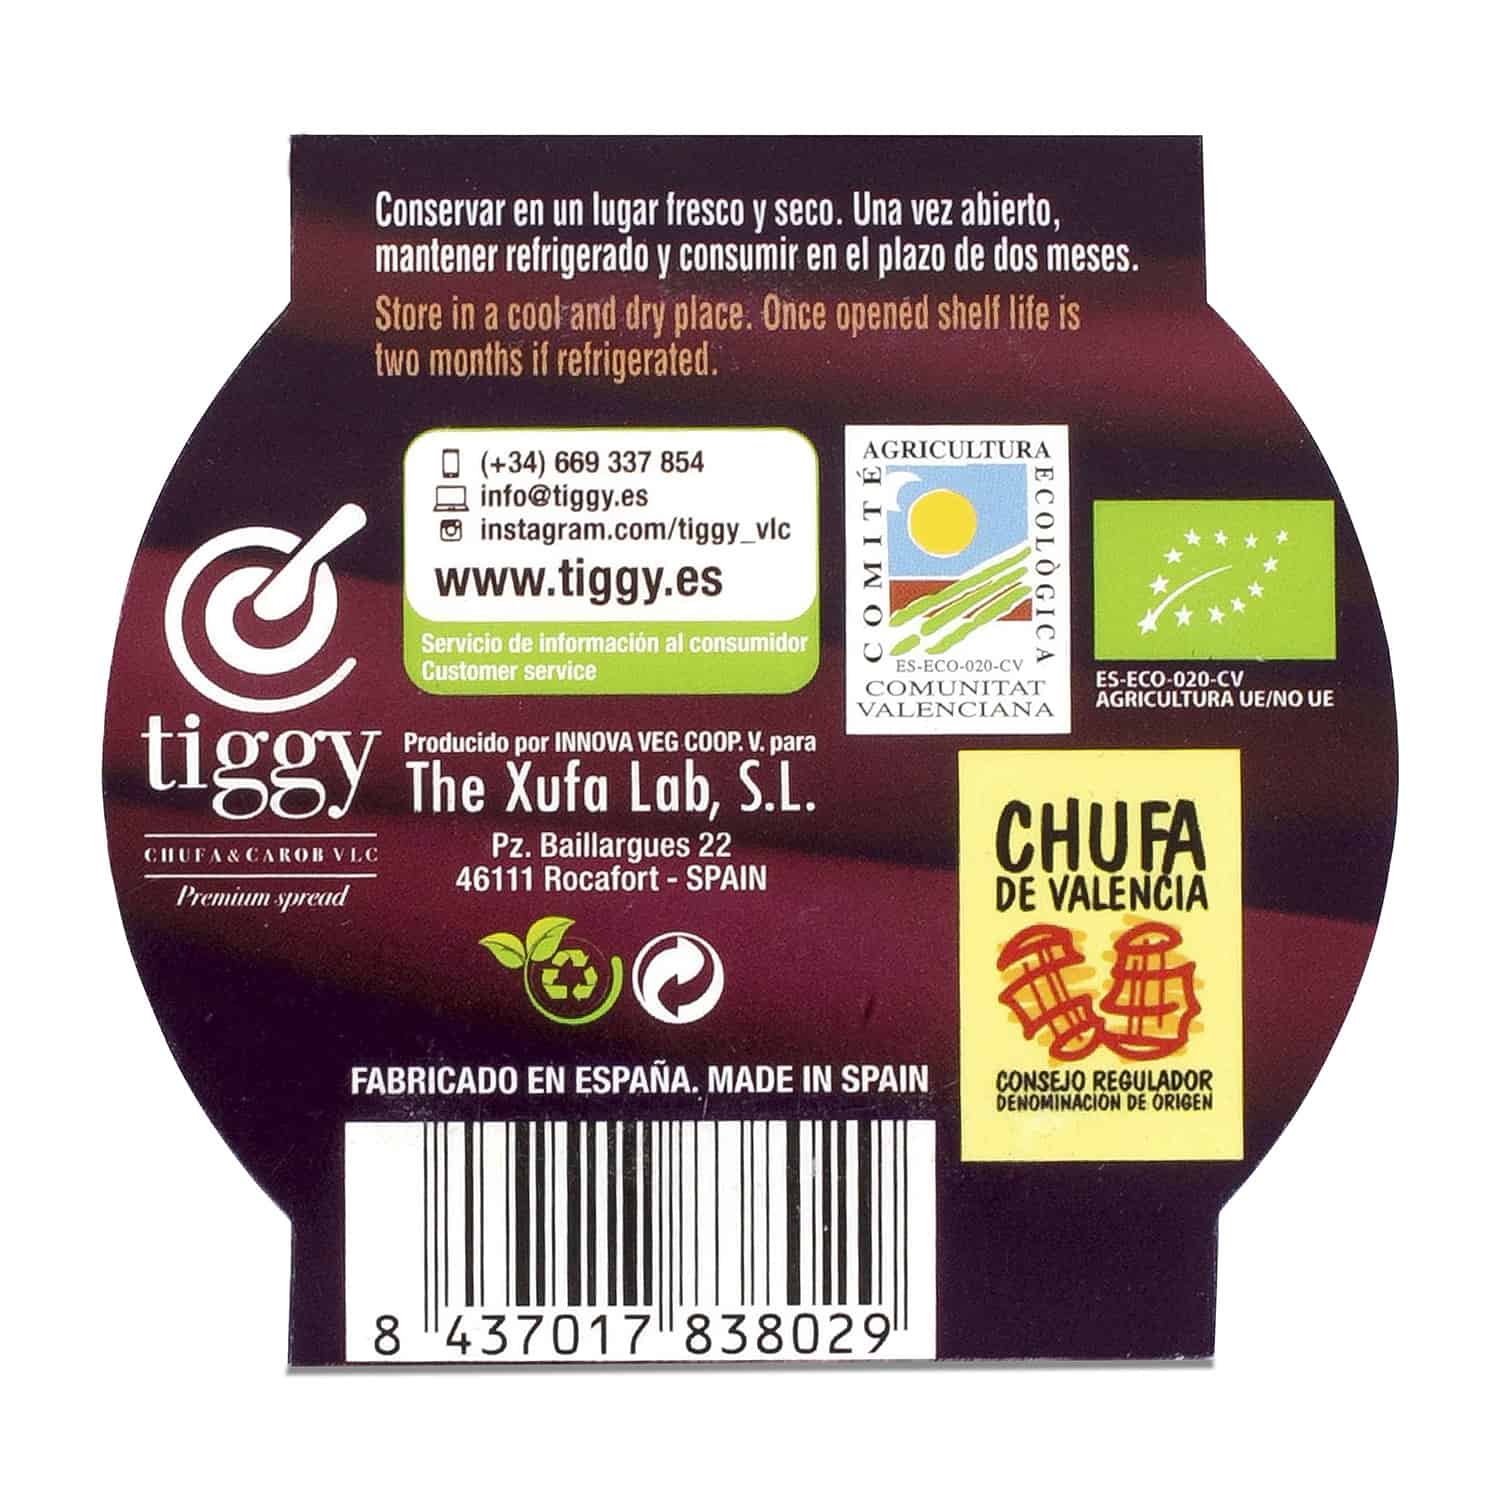 Conservar en un lugar fresco y seco. Una vez abierto,
mantener refrigerado y consumir en el plazo de dos meses.
Store in a cool and dry place. Once opened shelf life is
two months if refrigerated.
(+34) 669 337 854
info@tiggy.es
instagram.com/tiggy_vlc
www.tiggy.es
Servicio de información al consumidor
Customer service
AGRICULTURA
COMITÉ
ECOLÒGICA
ES-ECO-020-CV
COMUNITAT
VALENCIANA
ES-ECO-020-CV
AGRICULTURA UE/NO UE
tiggy
CHUFA & CAROB VLC
Premium spread
Producido por INNOVA VEG COOP. V. para
The Xufa Lab, S.L.
Pz. Baillargues 22
46111 Rocafort - SPAIN
CHUFA
DE VALENCIA
CONSEJO REGULADOR
DENOMINACIÓN DE ORIGEN
FABRICADO EN ESPAÑA. MADE IN SPAIN
8 437017 838029